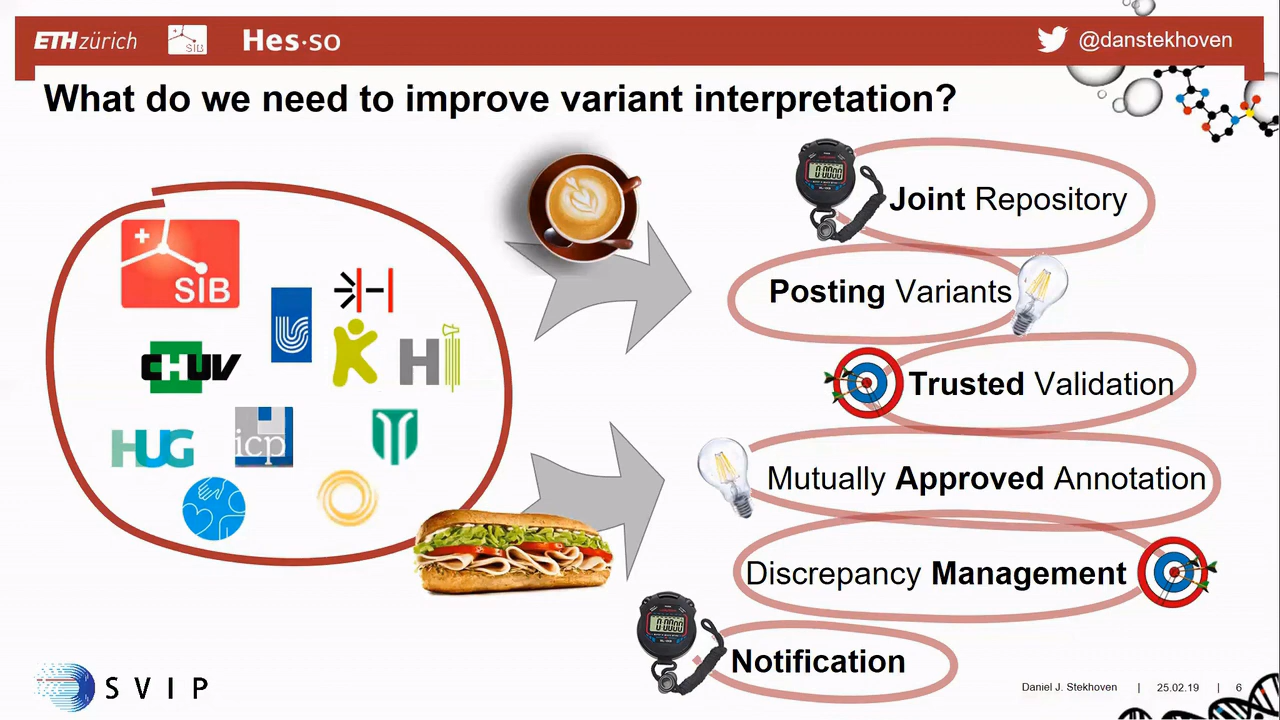 ETH zürich
SIB
Hes·so
@danstekhoven
What do we need to improve variant interpretation?
SIB
CHUV
HUG
icp
Joint Repository
Posting Variants
Trusted Validation
Mutually Approved Annotation
Discrepancy Management
Notification
SVIP
Daniel J. Stekhoven | 25.02.19 | 6